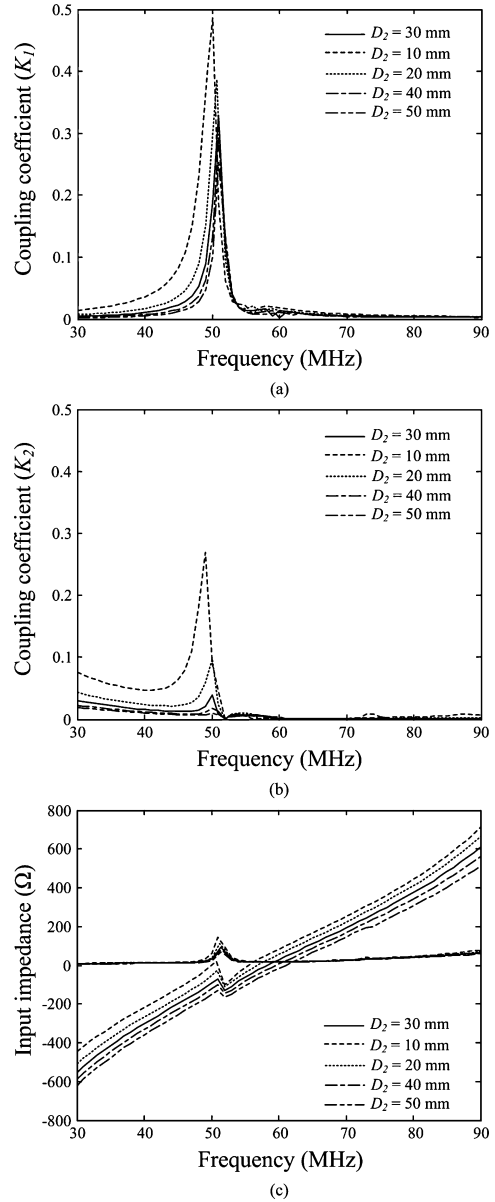 0.5
0.4
0.3
0.2
0.1
0
Coupling coefficient (K₁)
D₂ = 30 mm
D₂ = 10 mm
D₂ = 20 mm
D₂ = 40 mm
D₂ = 50 mm
30 40 50 60 70 80 90
Frequency (MHz)
(a)
0.5
0.4
0.3
0.2
0.1
0
Coupling coefficient (K₂)
D₂ = 30 mm
D₂ = 10 mm
D₂ = 20 mm
D₂ = 40 mm
D₂ = 50 mm
30 40 50 60 70 80 90
Frequency (MHz)
(b)
800
600
400
200
0
-200
-400
-600
-800
Input impedance (Ω)
D₂ = 30 mm
D₂ = 10 mm
D₂ = 20 mm
D₂ = 40 mm
D₂ = 50 mm
30 40 50 60 70 80 90
Frequency (MHz)
(c)